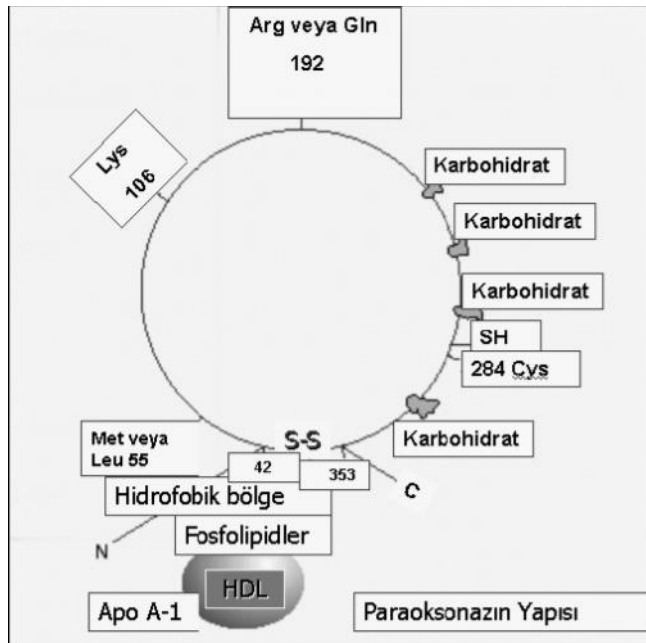 Arg veya Gln
192
Lys
106
Karbohidrat
Karbohidrat
Karbohidrat
SH
284 Cys
Karbohidrat
Met veya
Leu 55
S-S
42
353
C
Hidrofobik bölge
N
Fosfolipidler
HDL
Apo A-1
Paraoksonazın Yapısı